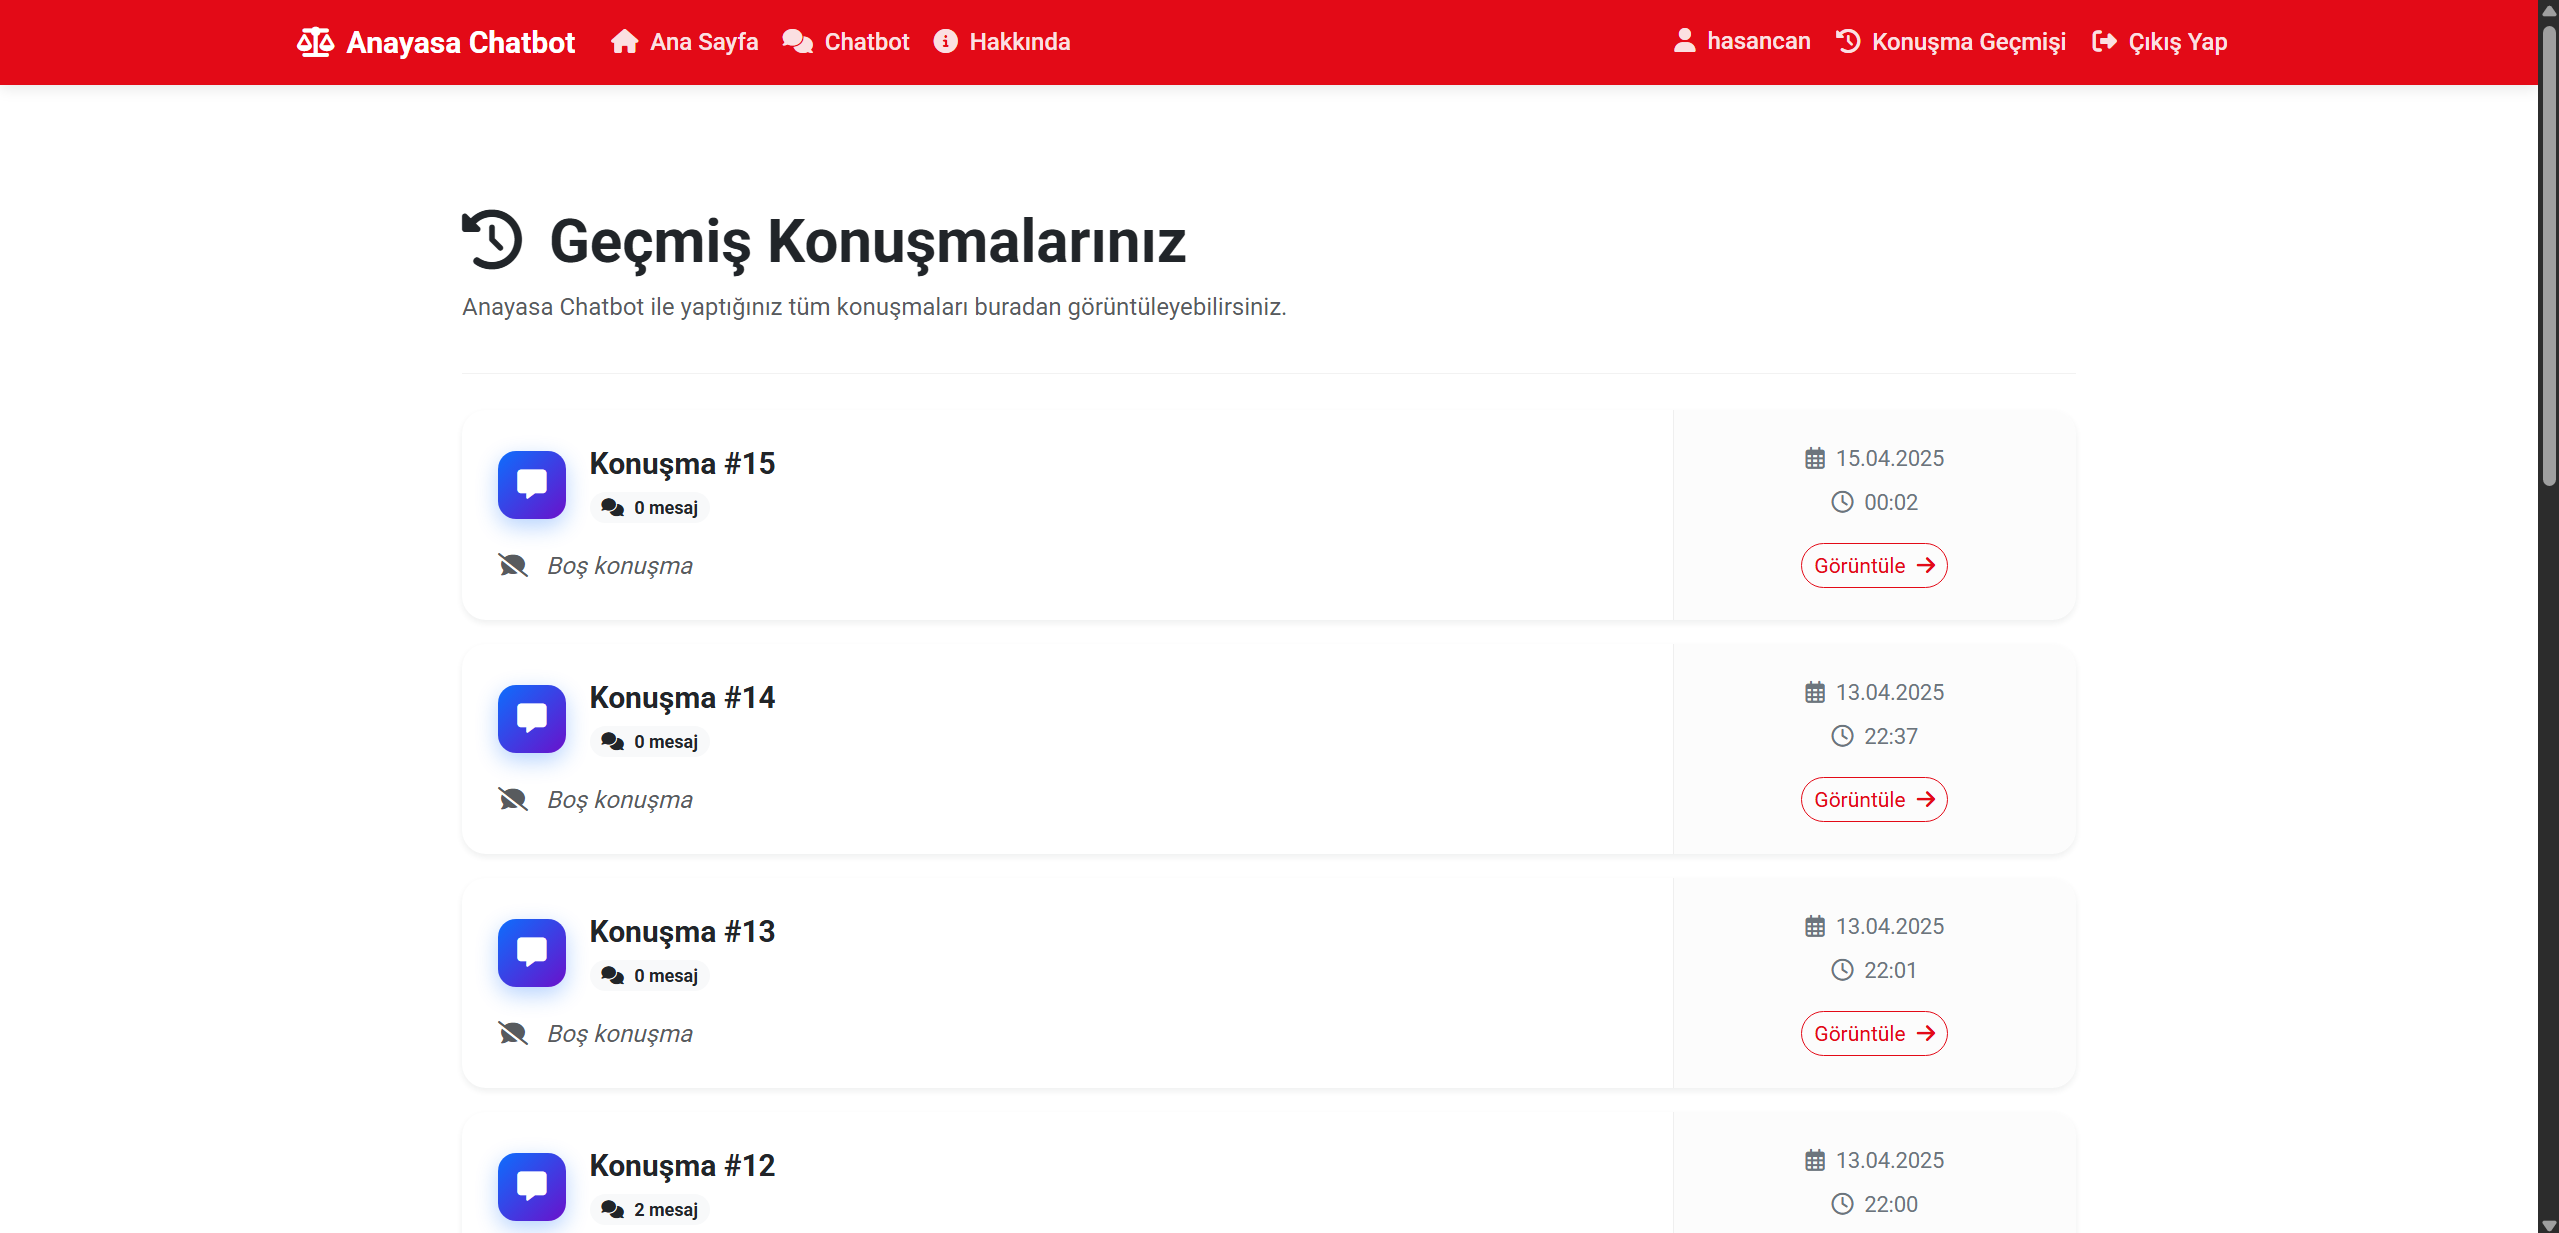 Anayasa Chatbot Ana Sayfa Chatbot Hakkında hasancan Konuşma Geçmişi Çıkış Yap
Geçmiş Konuşmalarınız
Anayasa Chatbot ile yaptığınız tüm konuşmaları buradan görüntüleyebilirsiniz.
Konuşma #15
0 mesaj
Boş konuşma
15.04.2025
00:02
Görüntüle
Konuşma #14
0 mesaj
Boş konuşma
13.04.2025
22:37
Görüntüle
Konuşma #13
0 mesaj
Boş konuşma
13.04.2025
22:01
Görüntüle
Konuşma #12
2 mesaj
13.04.2025
22:00